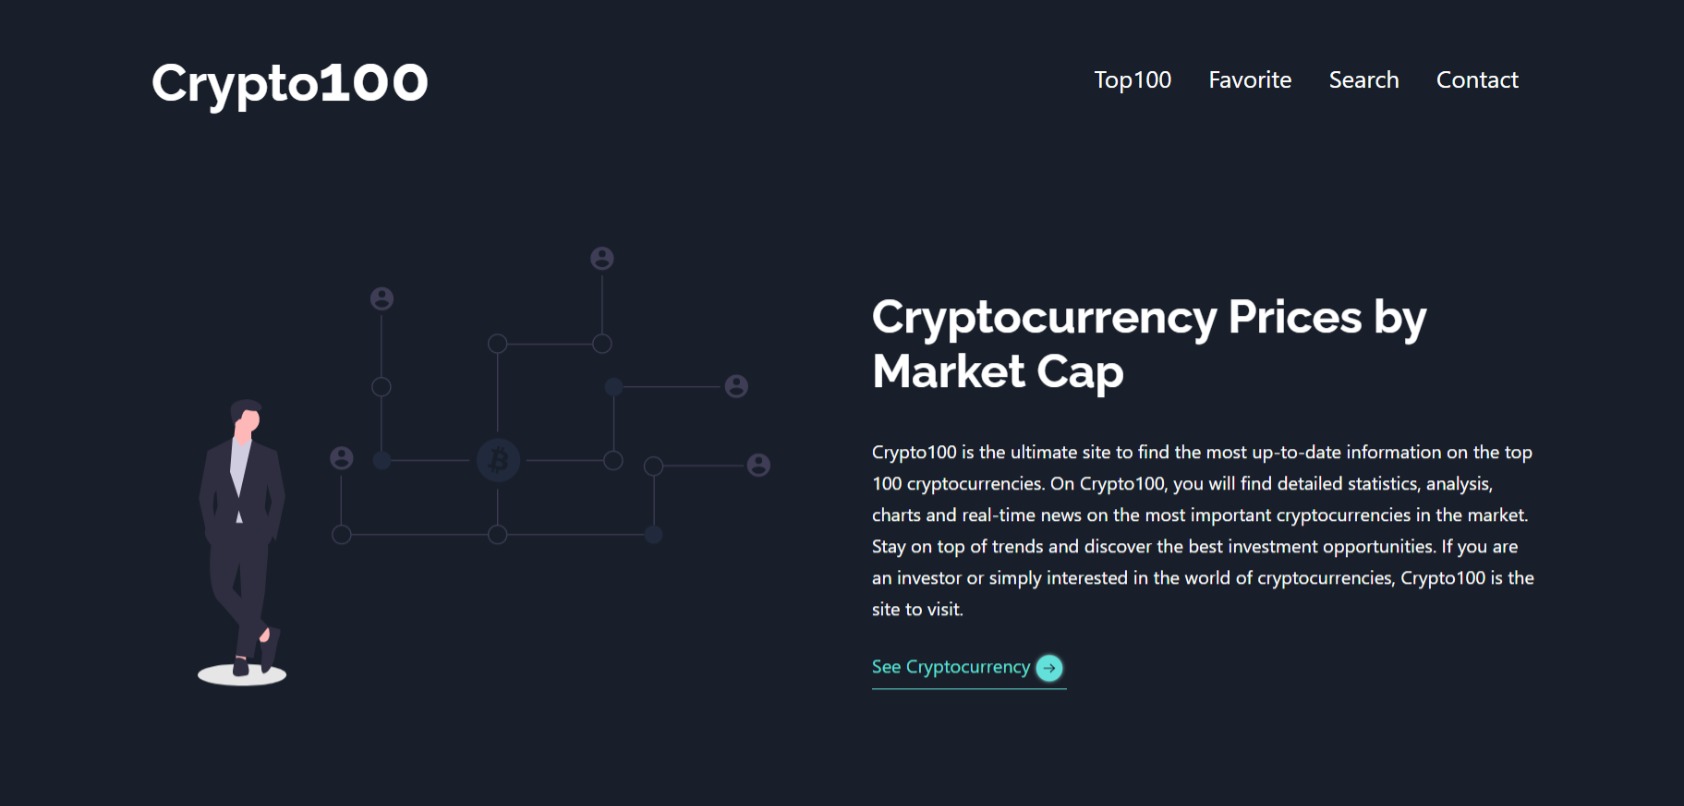 Crypto100
Top100 Favorite Search Contact
Cryptocurrency Prices by
Market Cap
Crypto100 is the ultimate site to find the most up-to-date information on the top
100 cryptocurrencies. On Crypto100, you will find detailed statistics, analysis,
charts and real-time news on the most important cryptocurrencies in the market.
Stay on top of trends and discover the best investment opportunities. If you are
an investor or simply interested in the world of cryptocurrencies, Crypto100 is the
site to visit.
See Cryptocurrency